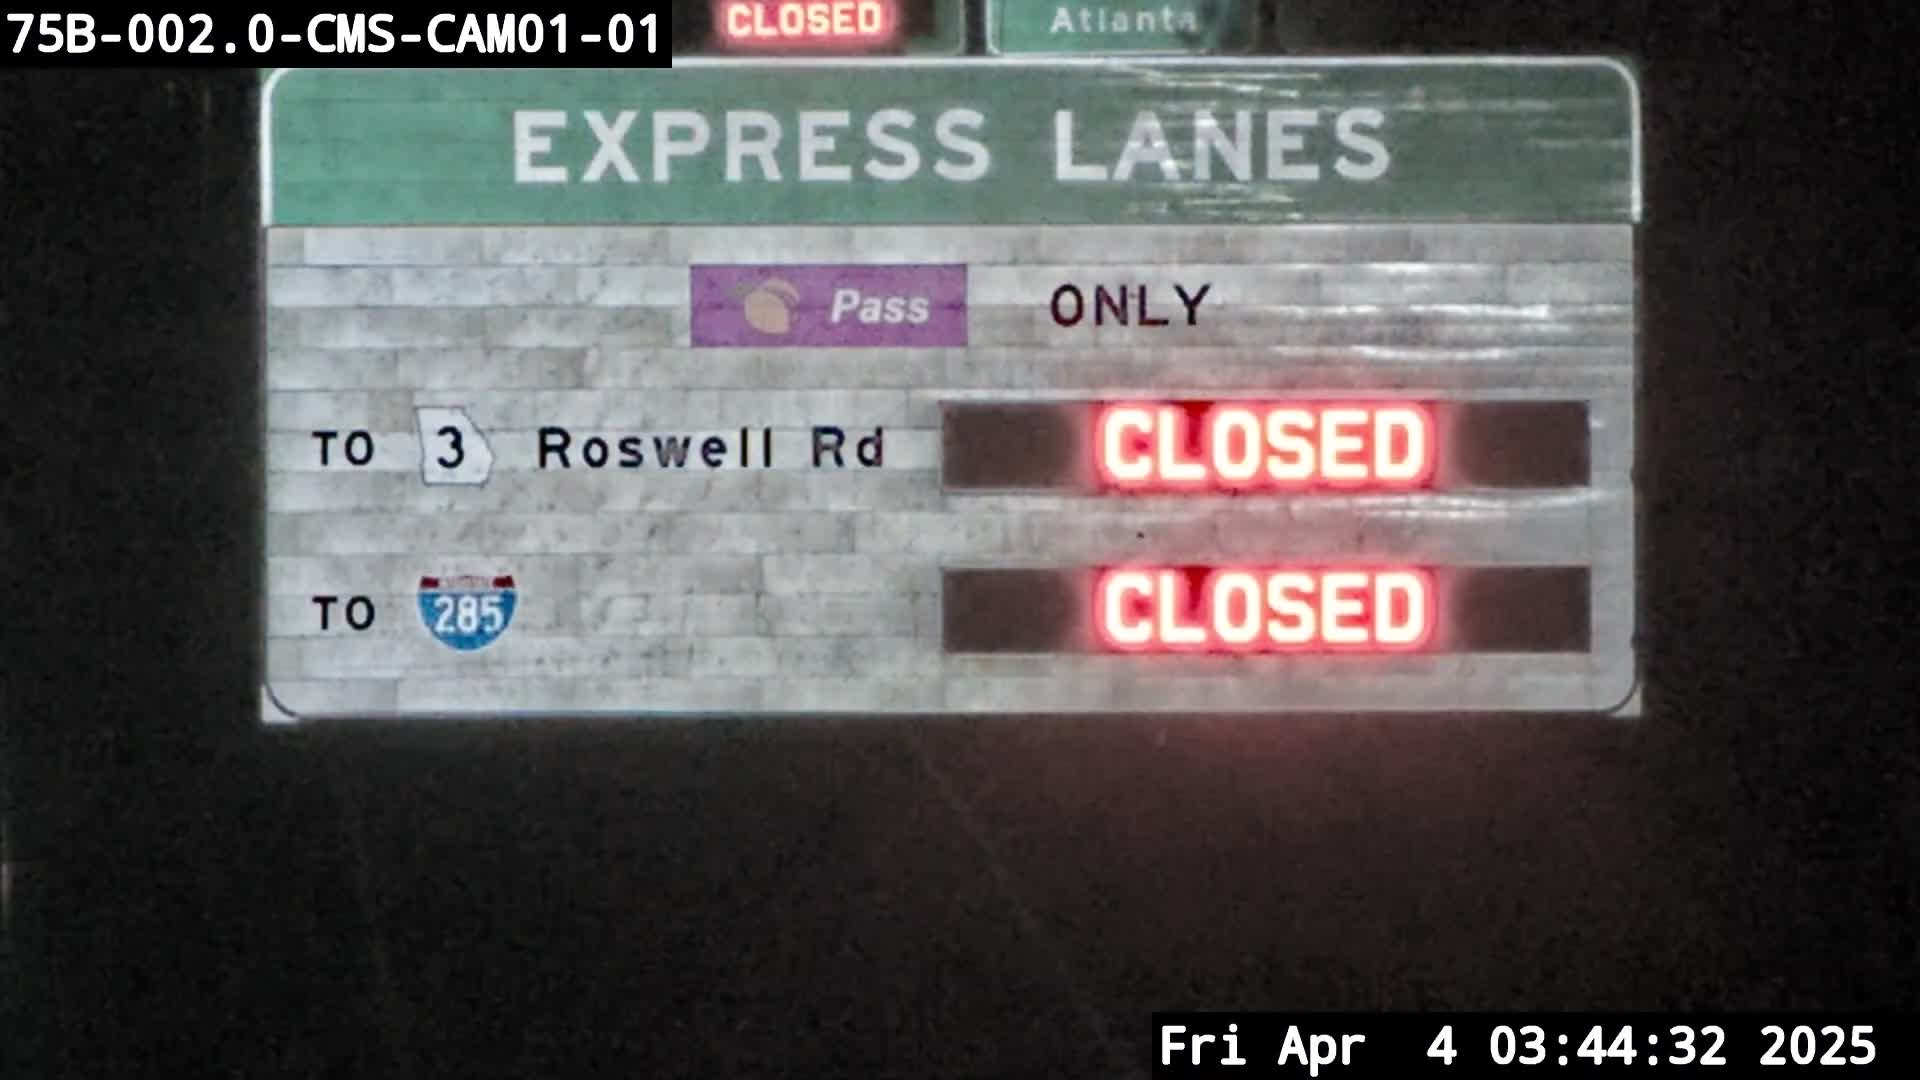 75B-002.0-CMS-CAM01-01
CLOSED
Atlanta
EXPRESS LANES
Pass ONLY
TO 3 Roswell Rd CLOSED
TO 285 CLOSED
Fri Apr 4 03:44:32 2025